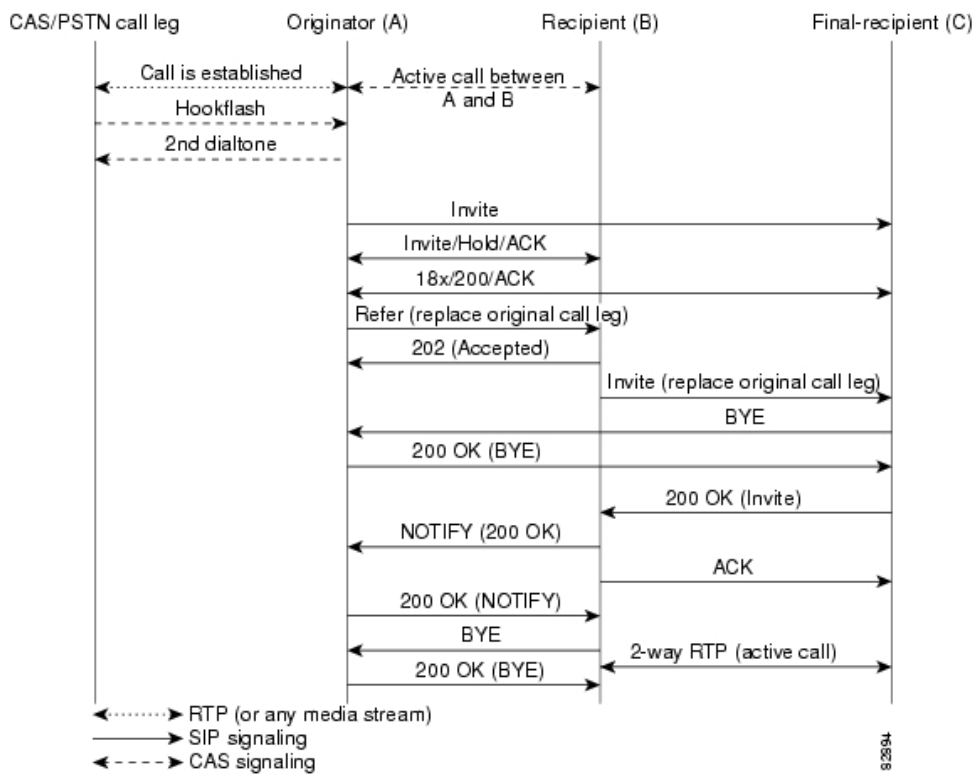 CAS/PSTN call leg
Originator (A)
Recipient (B)
Final-recipient (C)
Call is established
Active call between
A and B
Hookflash
2nd dialtone
Invite
Invite/Hold/ACK
18x/200/ACK
Refer (replace original call leg)
202 (Accepted)
Invite (replace original call leg)
BYE
200 OK (BYE)
200 OK (Invite)
NOTIFY (200 OK)
ACK
200 OK (NOTIFY)
BYE
2-way RTP (active call)
200 OK (BYE)
RTP (or any media stream)
SIP signaling
CAS signaling
82894